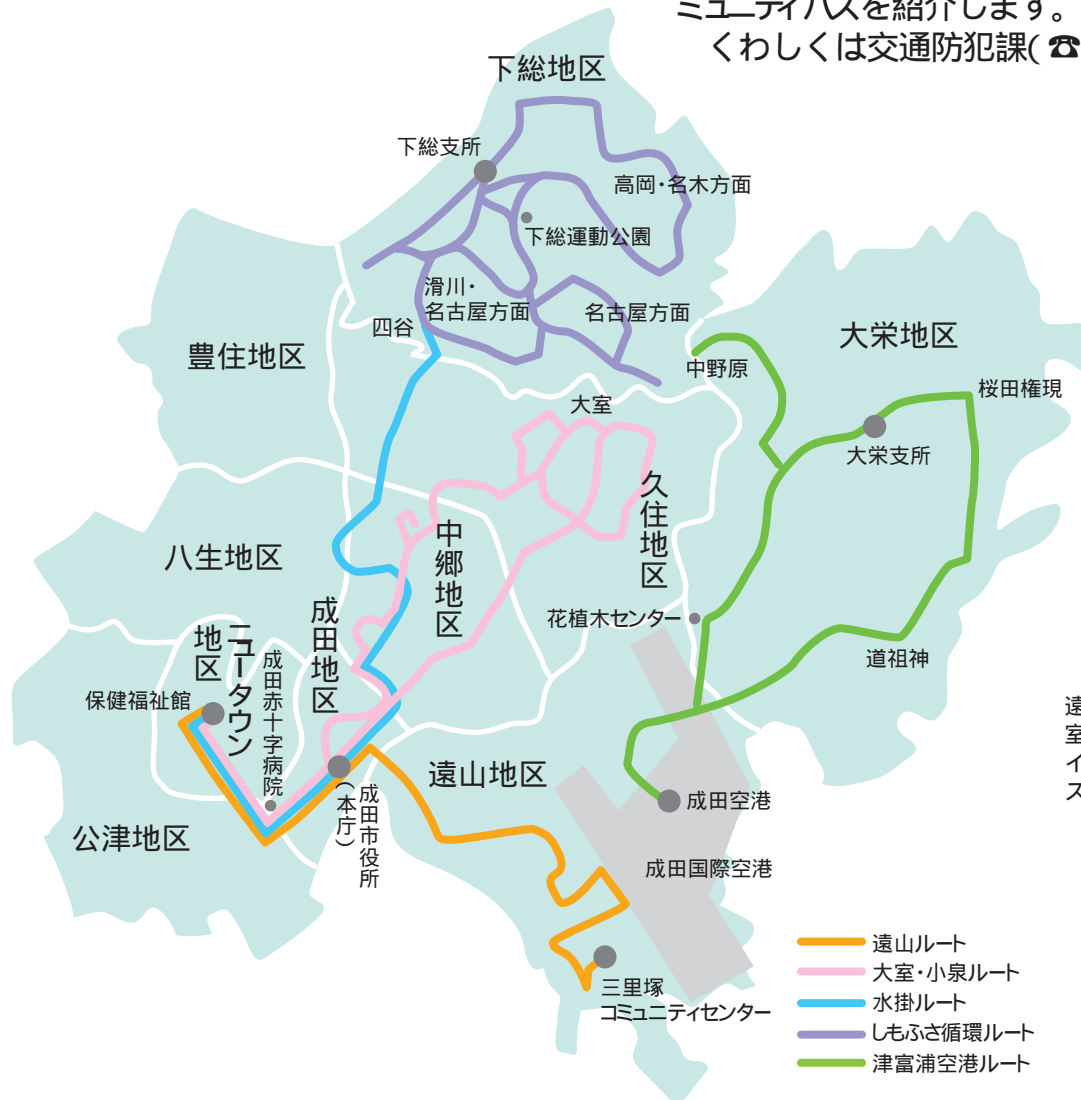 ミュニティバスを紹介します。
くわしくは交通防犯課(☎
下総地区
下総支所
高岡・名木方面
下総運動公園
滑川・
名古屋方面
名古屋方面
四谷
豊住地区
中野原
大栄地区
桜田権現
大栄支所
大室
久住地区
中郷地区
八生地区
成田地区
花植木センター
道祖神
ニュータウン
地区
成田赤十字病院
保健福祉館
遠山地区
成田市役所
(本庁)
公津地区
成田空港
成田国際空港
三里塚
コミュニティセンター
遠
室
イ
ス
遠山ルート
大室・小泉ルート
水掛ルート
しもふさ循環ルート
津富浦空港ルート